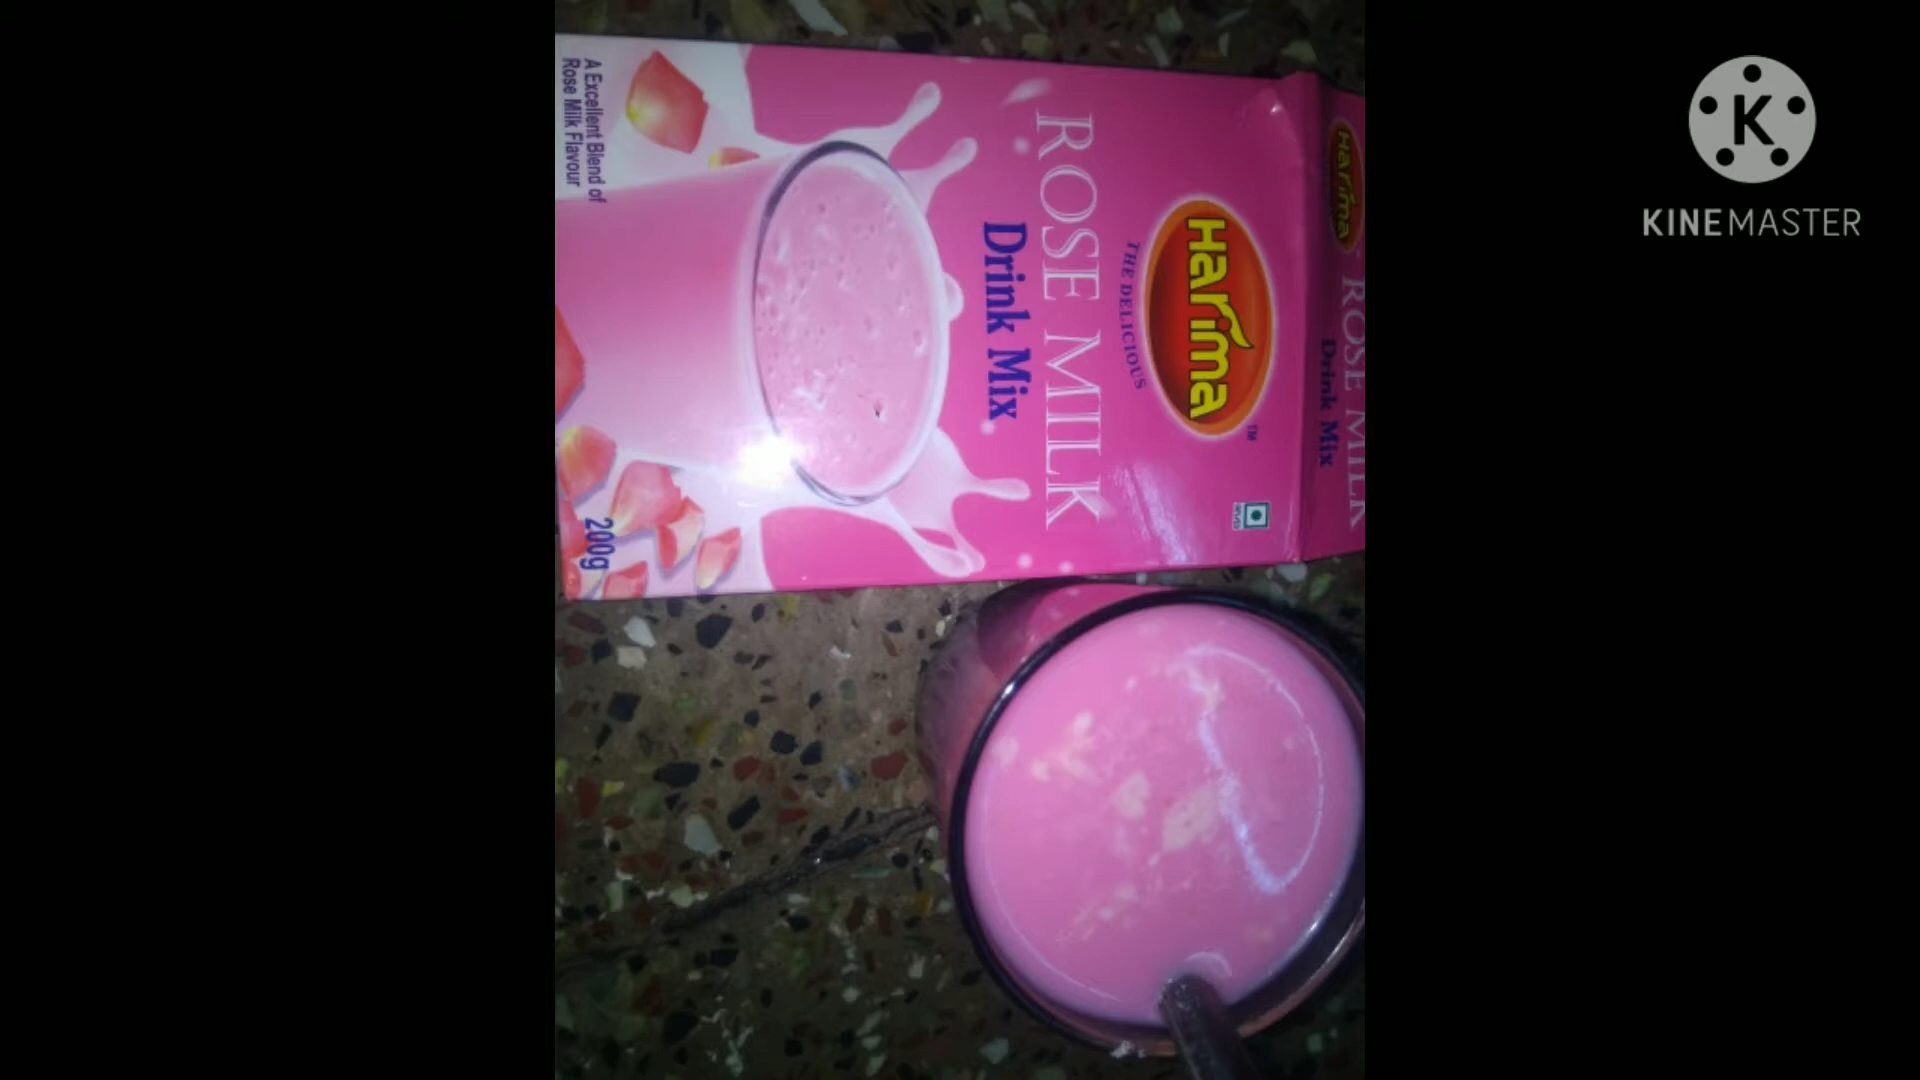 Harima
ROSE MILK
Drink Mix
Harima
TM
THE DELICIOUS
ROSE MILK
Drink Mix
A Excellent Blend of
Rose Milk Flavour
200g
K
KINEMASTER